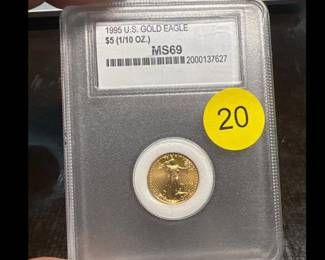 1995 U.S. GOLD EAGLE
$5 (1/10 OZ.)
MS69
2000137627
20